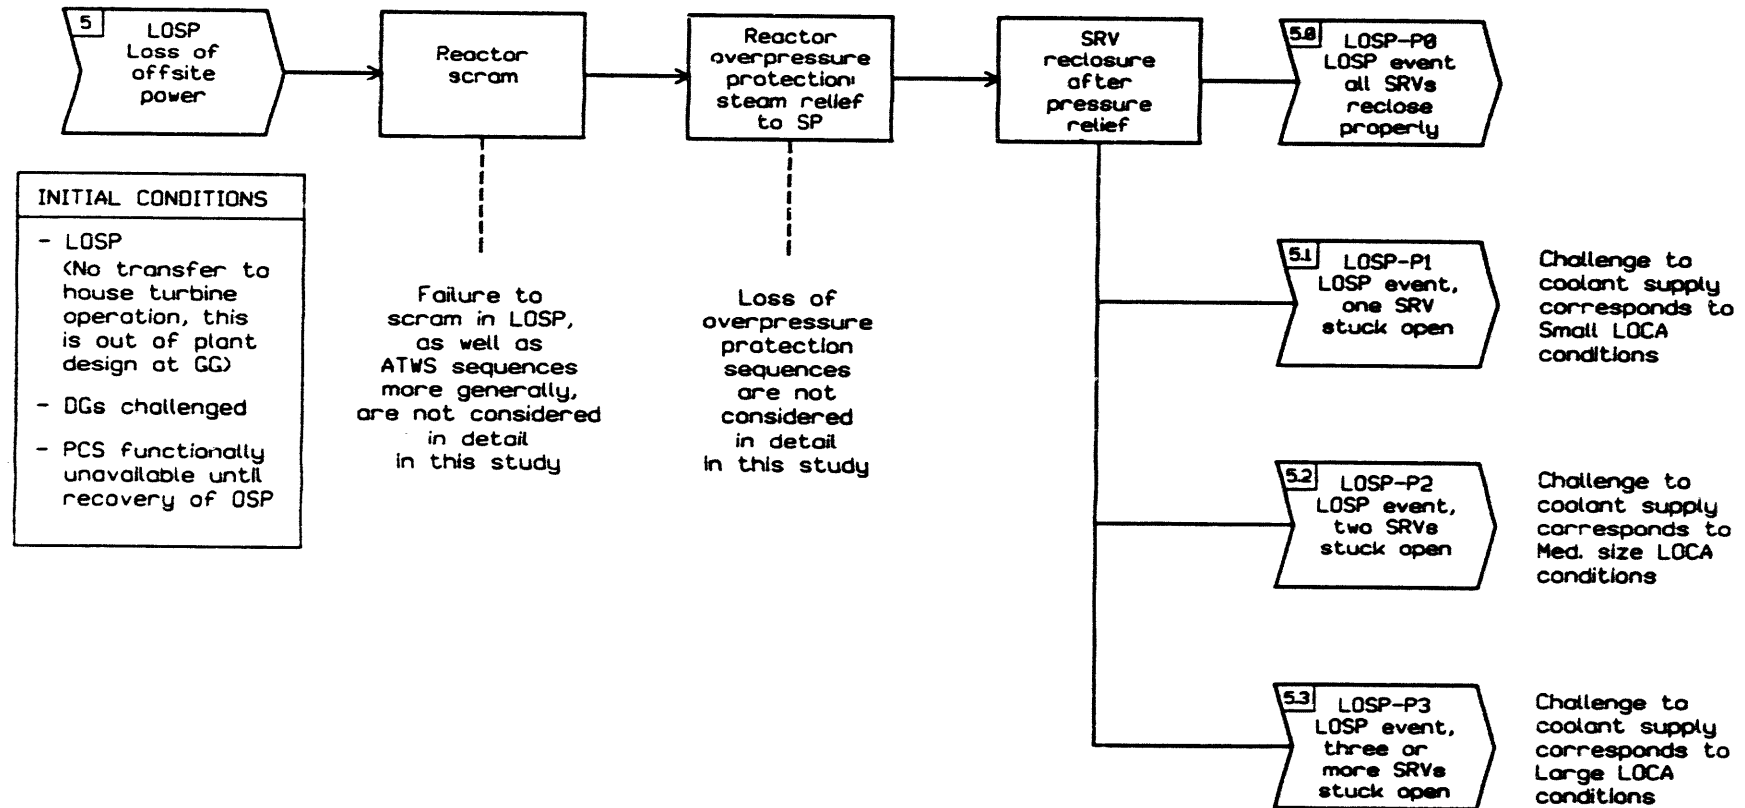 5
LOSP
Loss of
offsite
power
Reactor
scram
Reactor
overpressure
protection:
steam relief
to SP
SRV
reclosure
after
pressure
relief
5.0
LOSP-P0
LOSP event
all SRVs
reclose
properly
INITIAL CONDITIONS
- LOSP
(No transfer to
house turbine
operation, this
is out of plant
design at GG)
- DGs challenged
- PCS functionally
unavailable until
recovery of OSP
Failure to
scram in LOSP,
as well as
ATWS sequences
more generally,
are not considered
in detail
in this study
Loss of
overpressure
protection
sequences
are not
considered
in detail
in this study
5.1
LOSP-P1
LOSP event,
one SRV
stuck open
Challenge to
coolant supply
corresponds to
Small LOCA
conditions
5.2
LOSP-P2
LOSP event,
two SRVs
stuck open
Challenge to
coolant supply
corresponds to
Med. size LOCA
conditions
5.3
LOSP-P3
LOSP event,
three or
more SRVs
stuck open
Challenge to
coolant supply
corresponds to
Large LOCA
conditions